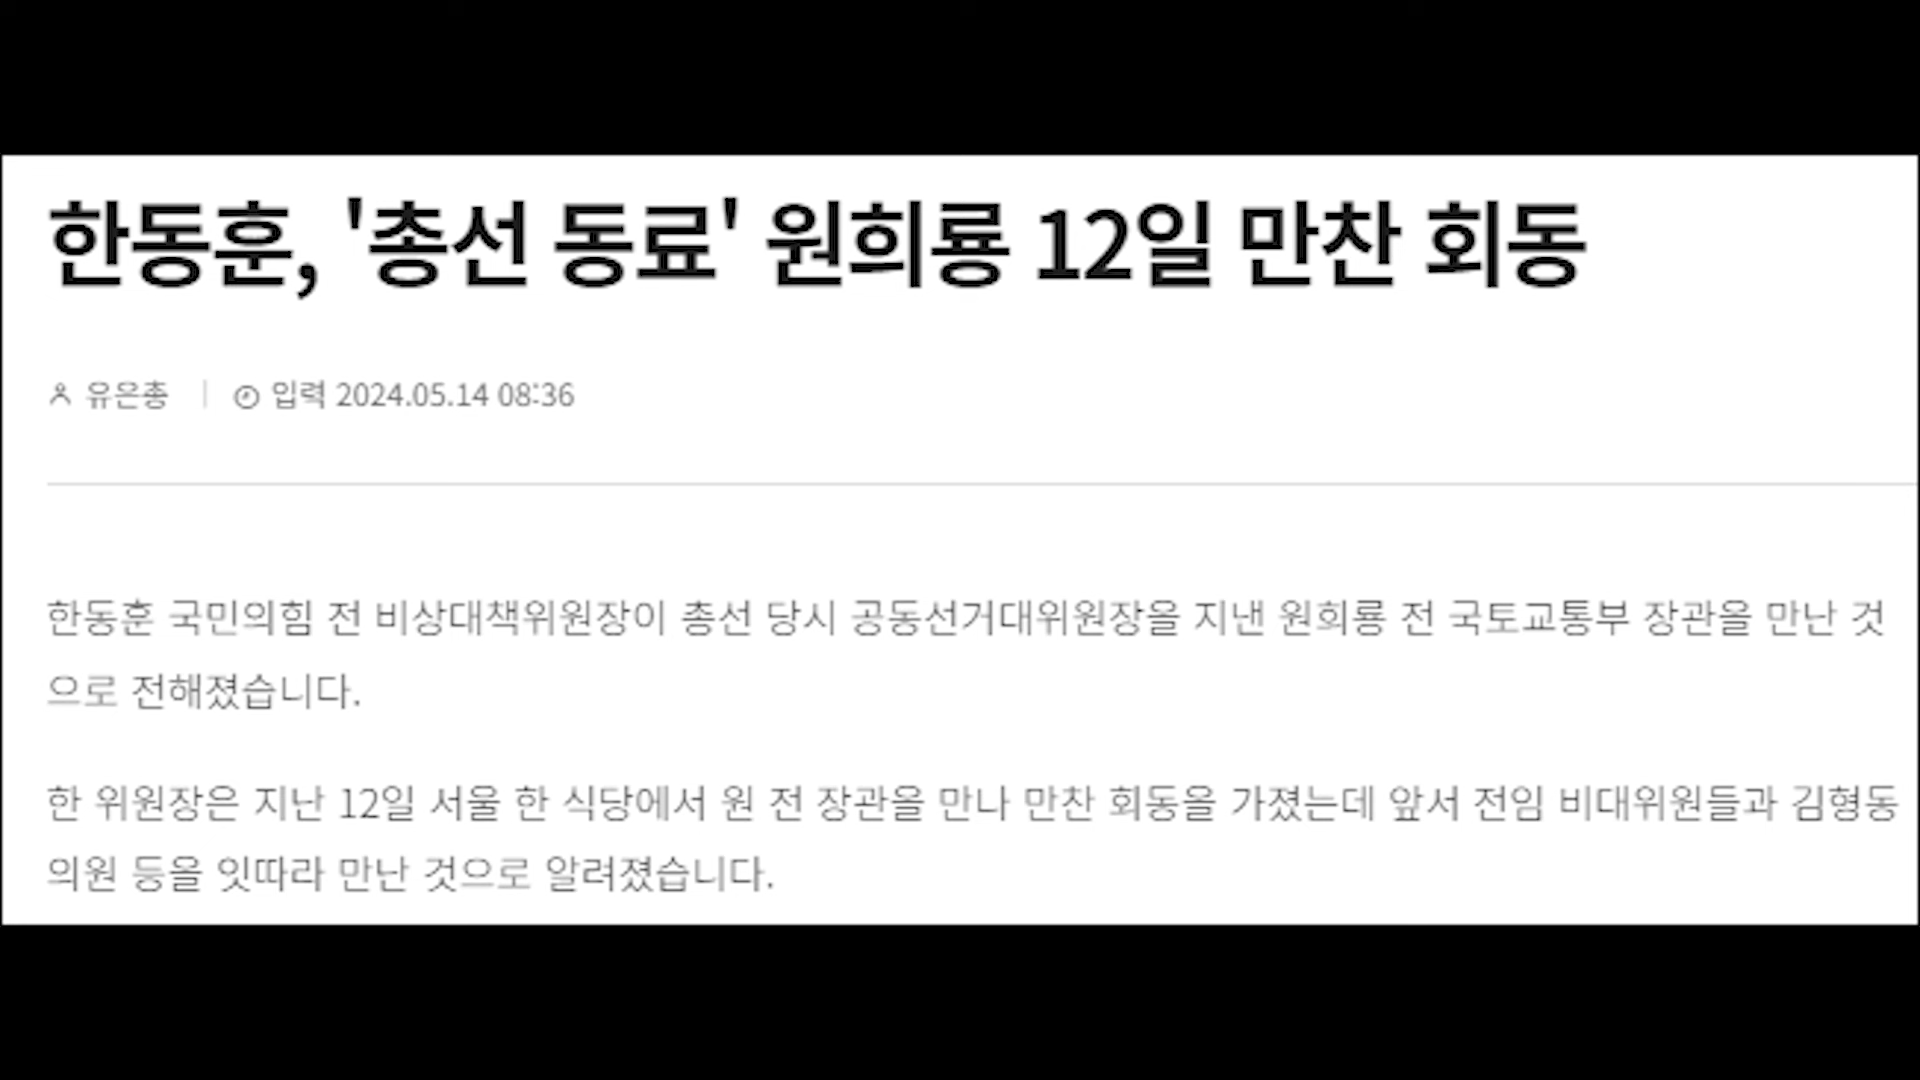 한동훈, '총선 동료' 원희룡 12일 만찬 회동
유은총 | 입력 2024.05.14 08:36
한동훈 국민의힘 전 비상대책위원장이 총선 당시 공동선거대위원장을 지낸 원희룡 전 국토교통부 장관을 만난 것
으로 전해졌습니다.
한 위원장은 지난 12일 서울 한 식당에서 원 전 장관을 만나 만찬 회동을 가졌는데 앞서 전임 비대위원들과 김형동
의원 등을 잇따라 만난 것으로 알려졌습니다.